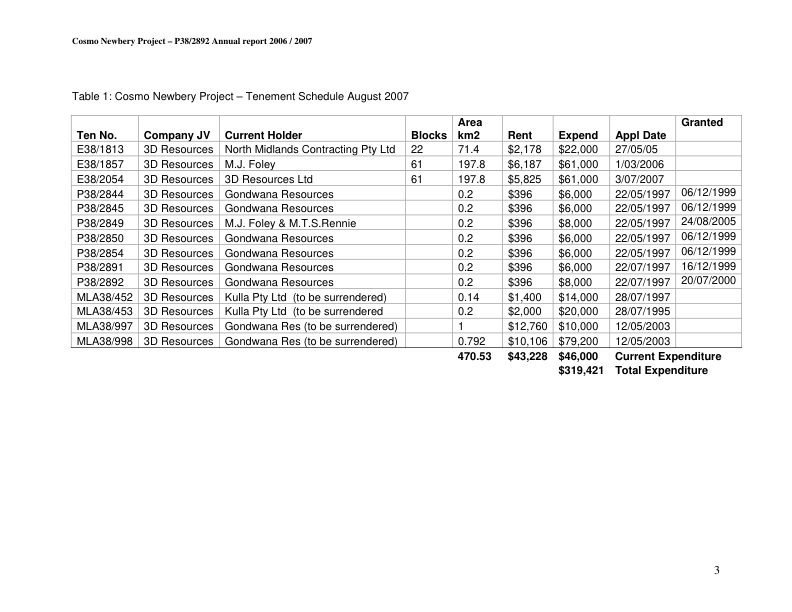 Cosmo Newbery Project – P38/2892 Annual report 2006 / 2007
Table 1: Cosmo Newbery Project – Tenement Schedule August 2007
Ten No. Company JV Current Holder Blocks Area km2 Rent Expend Appl Date Granted
E38/1813 3D Resources North Midlands Contracting Pty Ltd 22 71.4 $2,178 $22,000 27/05/05
E38/1857 3D Resources M.J. Foley 61 197.8 $6,187 $61,000 1/03/2006
E38/2054 3D Resources 3D Resources Ltd 61 197.8 $5,825 $61,000 3/07/2007
P38/2844 3D Resources Gondwana Resources 0.2 $396 $6,000 22/05/1997 06/12/1999
P38/2845 3D Resources Gondwana Resources 0.2 $396 $6,000 22/05/1997 06/12/1999
P38/2849 3D Resources M.J. Foley & M.T.S.Rennie 0.2 $396 $8,000 22/05/1997 24/08/2005
P38/2850 3D Resources Gondwana Resources 0.2 $396 $6,000 22/05/1997 06/12/1999
P38/2854 3D Resources Gondwana Resources 0.2 $396 $6,000 22/05/1997 06/12/1999
P38/2891 3D Resources Gondwana Resources 0.2 $396 $6,000 22/07/1997 16/12/1999
P38/2892 3D Resources Gondwana Resources 0.2 $396 $8,000 22/07/1997 20/07/2000
MLA38/452 3D Resources Kulla Pty Ltd (to be surrendered) 0.14 $1,400 $14,000 28/07/1997
MLA38/453 3D Resources Kulla Pty Ltd (to be surrendered 0.2 $2,000 $20,000 28/07/1995
MLA38/997 3D Resources Gondwana Res (to be surrendered) 1 $12,760 $10,000 12/05/2003
MLA38/998 3D Resources Gondwana Res (to be surrendered) 0.792 $10,106 $79,200 12/05/2003
470.53 $43,228 $46,000 Current Expenditure
$319,421 Total Expenditure
3